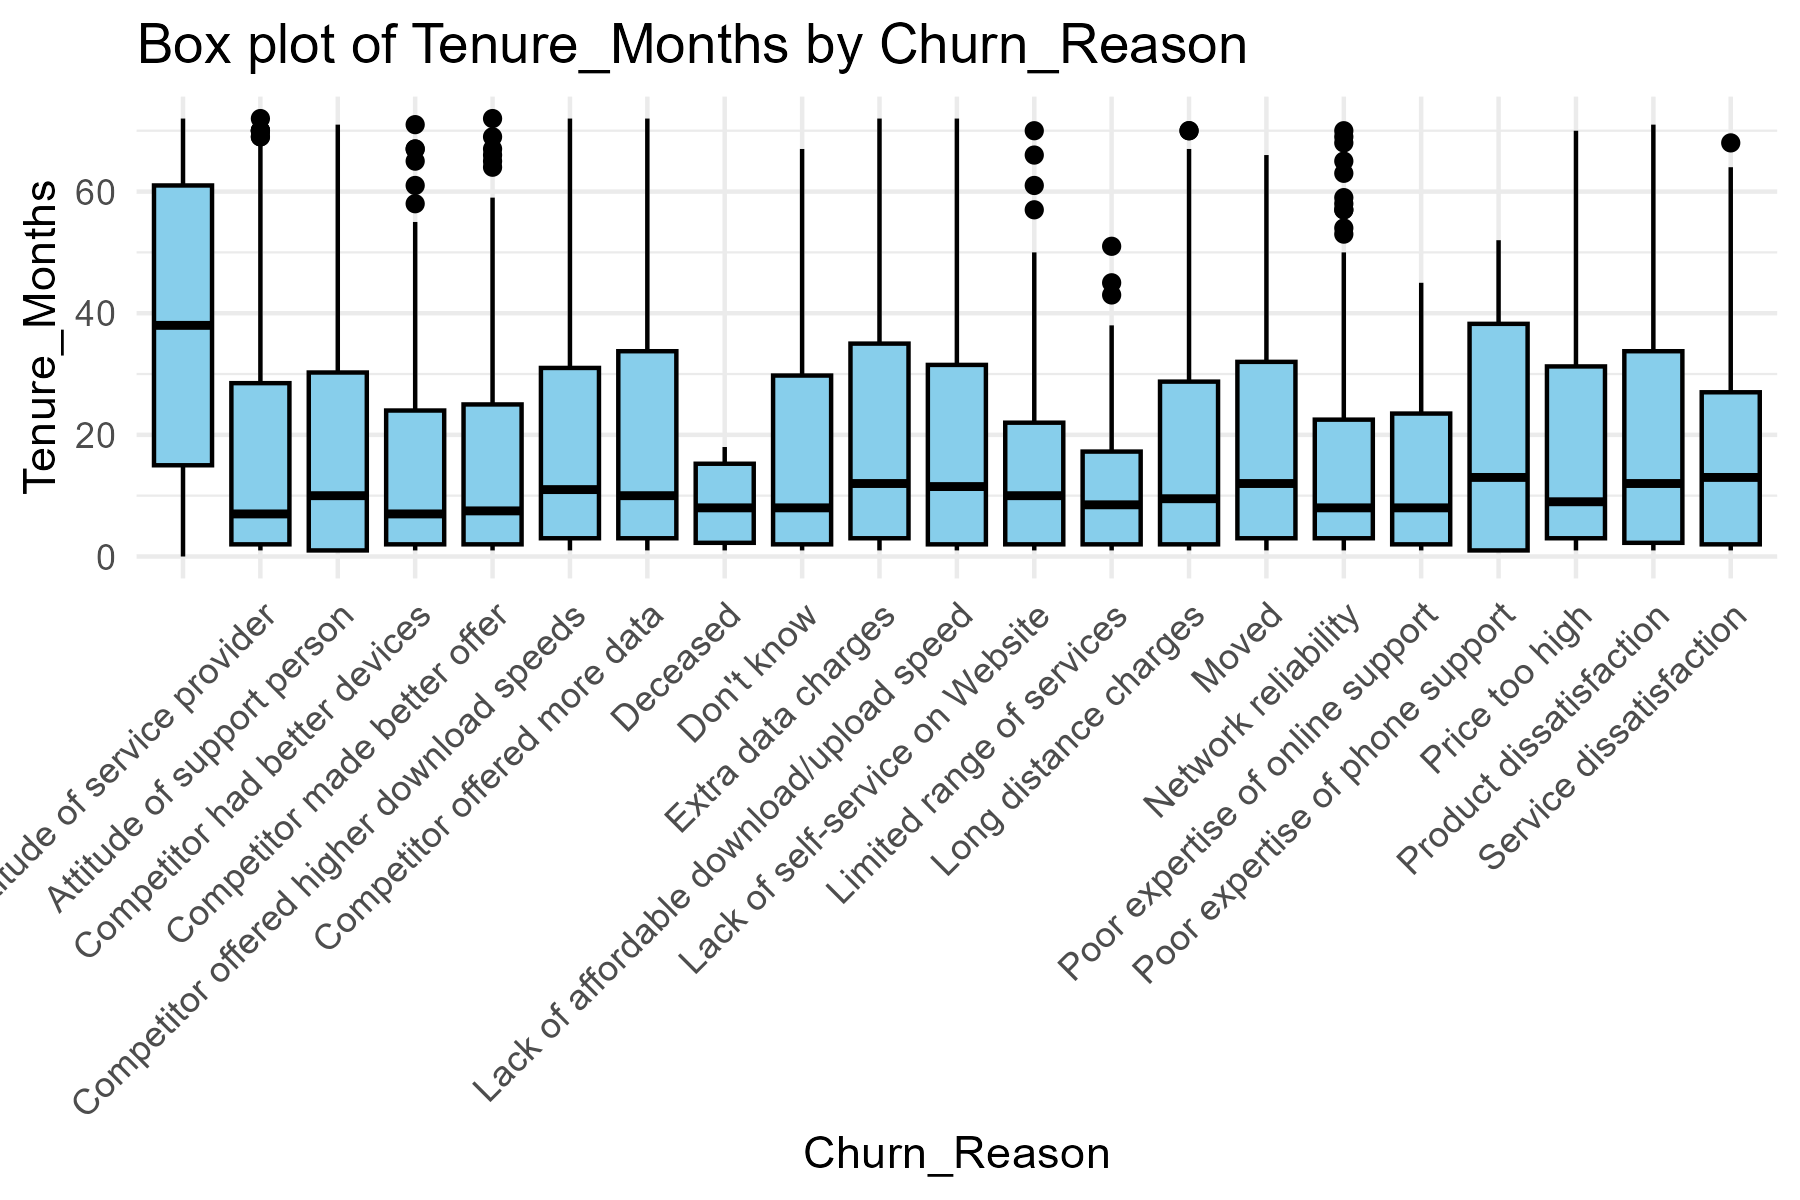 Box plot of Tenure_Months by Churn_Reason
Tenure_Months
60
40
20
0
of service provider
Attitude of support person
Competitor had better devices
Competitor made better offer
Competitor offered higher download speeds
Competitor offered more data
Deceased
Don't know
Extra data charges
Lack of affordable download/upload speed
Lack of self-service on Website
Limited range of services
Long distance charges
Moved
Network reliability
Poor expertise of online support
Poor expertise of phone support
Price too high
Product dissatisfaction
Service dissatisfaction
Churn_Reason